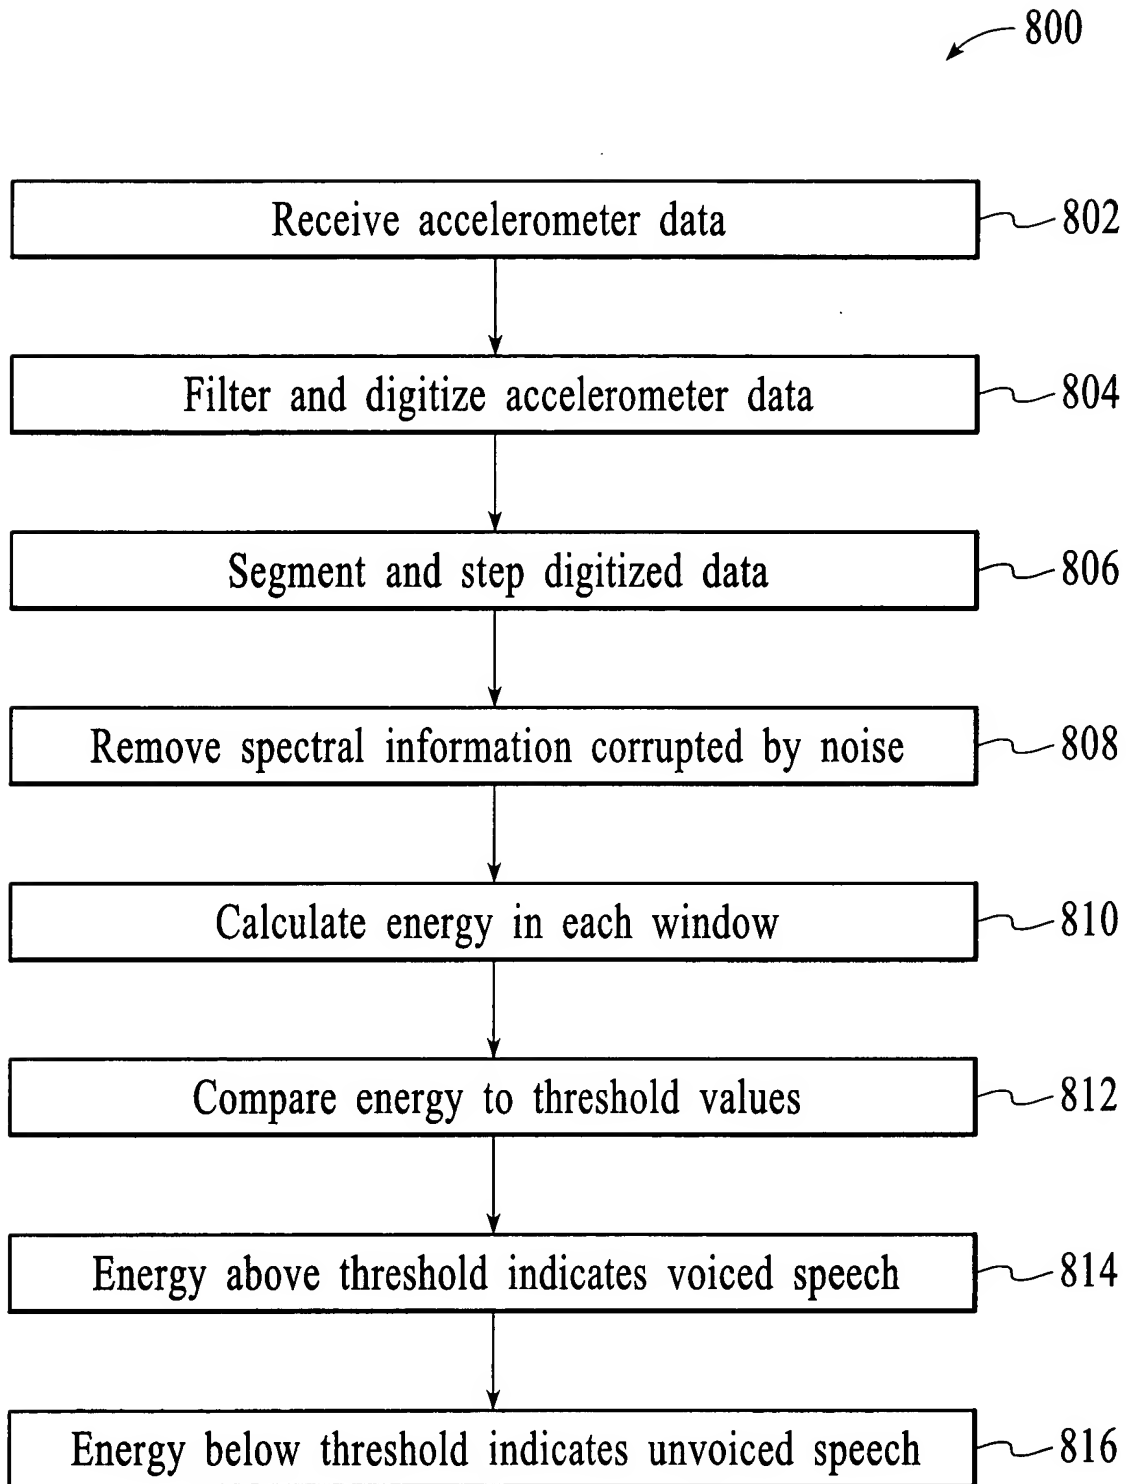 800
Receive accelerometer data 802
Filter and digitize accelerometer data 804
Segment and step digitized data 806
Remove spectral information corrupted by noise 808
Calculate energy in each window 810
Compare energy to threshold values 812
Energy above threshold indicates voiced speech 814
Energy below threshold indicates unvoiced speech 816